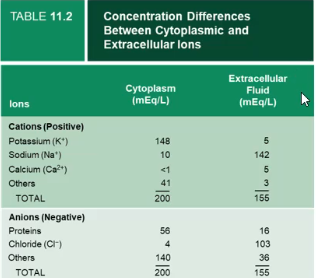 TABLE 11.2 Concentration Differences
Between Cytoplasmic and
Extracellular Ions
Ions Cytoplasm (mEq/L) Extracellular Fluid (mEq/L)
Cations (Positive)
Potassium (K⁺) 148 5
Sodium (Na⁺) 10 142
Calcium (Ca²⁺) <1 5
Others 41 3
TOTAL 200 155
Anions (Negative)
Proteins 56 16
Chloride (Cl⁻) 4 103
Others 140 36
TOTAL 200 155